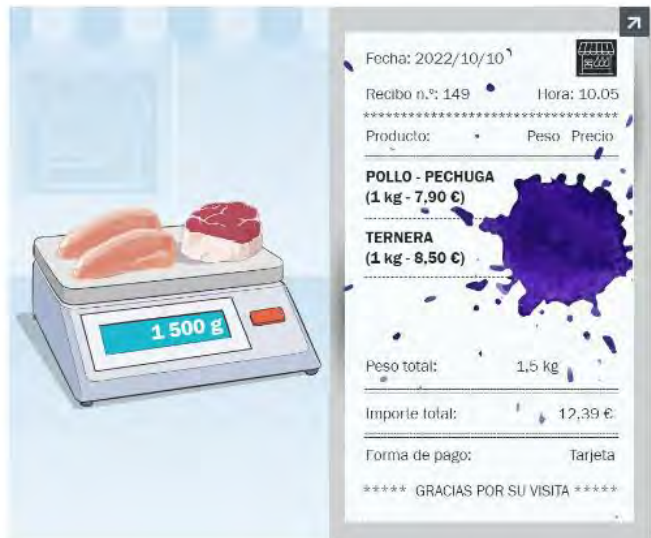 1 500 g
Fecha: 2022/10/10
Recibo n.º: 149 Hora: 10.05
**********************************
Producto: Peso Precio
POLLO - PECHUGA
(1 kg - 7,90 €)
TERNERA
(1 kg - 8,50 €)
Peso total: 1,5 kg
Importe total: 12,39 €
Forma de pago: Tarjeta
***** GRACIAS POR SU VISITA *****